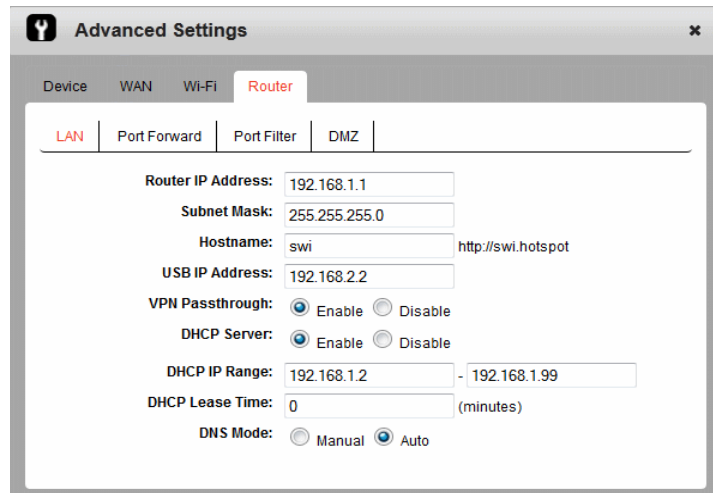 Advanced Settings
Device WAN Wi-Fi Router
LAN Port Forward Port Filter DMZ
Router IP Address: 192.168.1.1
Subnet Mask: 255.255.255.0
Hostname: swi http://swi.hotspot
USB IP Address: 192.168.2.2
VPN Passthrough: Enable Disable
DHCP Server: Enable Disable
DHCP IP Range: 192.168.1.2 - 192.168.1.99
DHCP Lease Time: 0 (minutes)
DNS Mode: Manual Auto